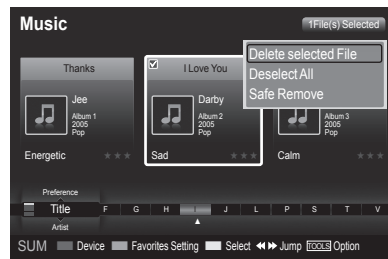 Music
1File(s) Selected
Delete selected File
Deselect All
Safe Remove
Thanks
Jee
Album 1
2005
Pop
Energetic
I Love You
Darby
Album 2
2005
Pop
Sad
Album 3
2005
Pop
Calm
Preference
Title F G H I J L P S T V
Artist
SUM Device Favorites Setting Select Jump TOOLS Option